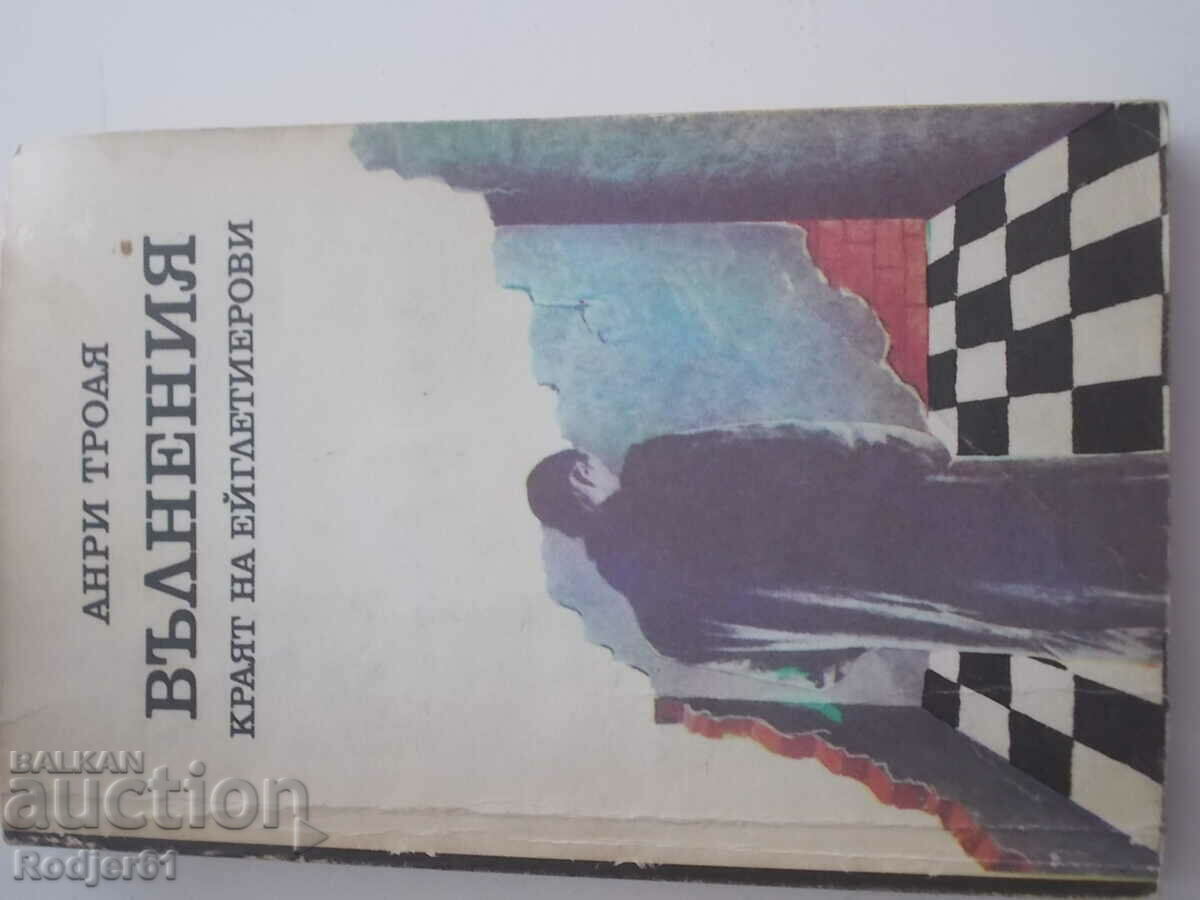 АНРИ ТРОАЯ
ВЪЛНЕНИЯ
КРАЯТ НА ЕЙГЛЕТИЕРОВИ
BALKAN
auction
Rodjer61